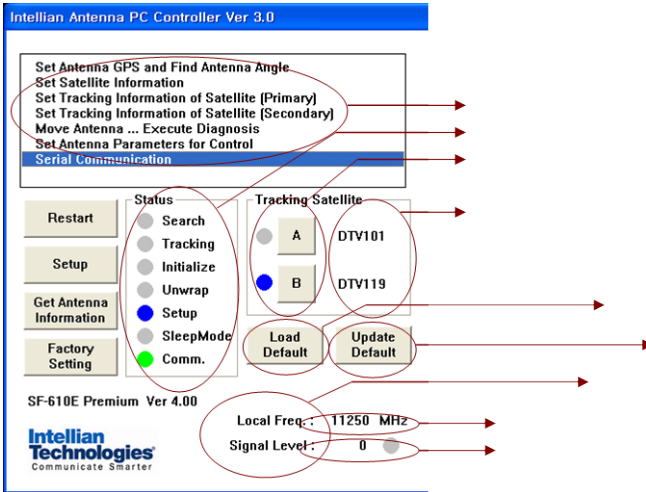 Intellian Antenna PC Controller Ver 3.0
Set Antenna GPS and Find Antenna Angle
Set Satellite Information
Set Tracking Information of Satellite (Primary)
Set Tracking Information of Satellite (Secondary)
Move Antenna ... Execute Diagnosis
Set Antenna Parameters for Control
Serial Communication
Restart
Setup
Get Antenna
Information
Factory
Setting
Status
Search
Tracking
Initialize
Unwrap
Setup
SleepMode
Comm.
Tracking Satellite
A
DTV101
B
DTV119
Load
Default
Update
Default
SF-610E Premium Ver 4.00
Local Freq. : 11250 MHz
Signal Level : 0
Intellian
Technologies
Communicate Smarter